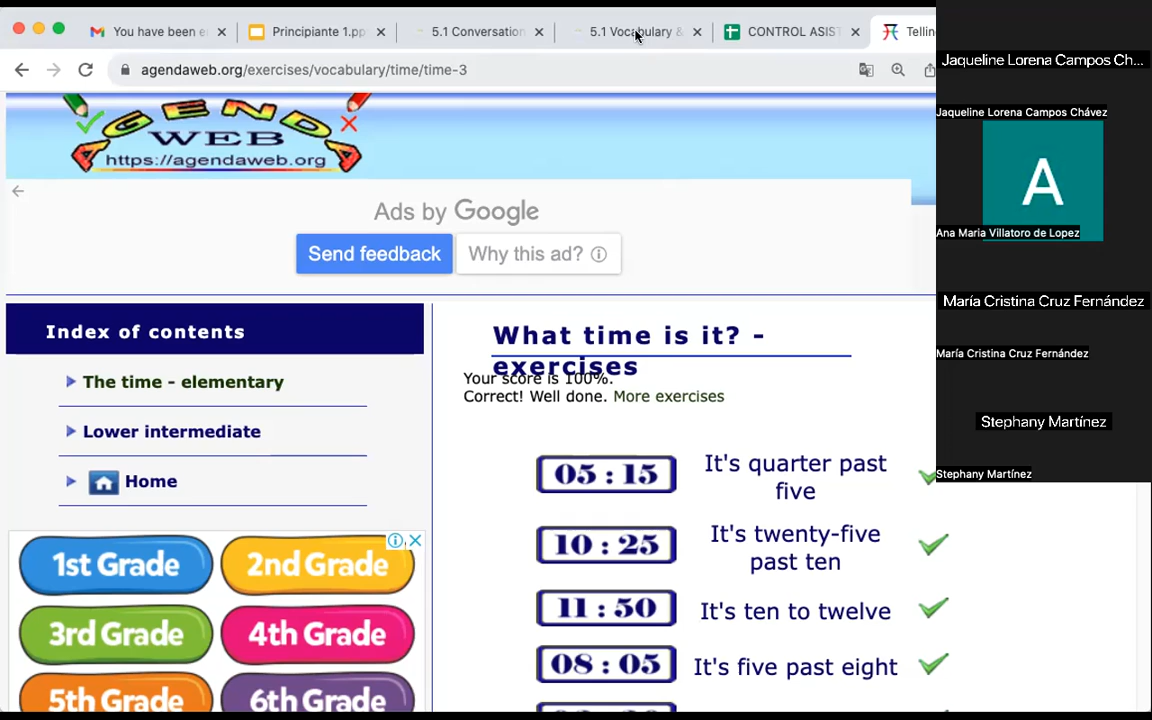 You have been e
Principiante 1.pp
5.1 Conversation
5.1 Vocabulary &
CONTROL ASIST
Tellin
agendaweb.org/exercises/vocabulary/time/time-3
AGENDA
WEB
https://agendaweb.org
Ads by Google
Send feedback
Why this ad?
Index of contents
The time - elementary
Lower intermediate
Home
1st Grade
2nd Grade
3rd Grade
4th Grade
5th Grade
6th Grade
What time is it? -
exercises
Your score is 100%.
Correct! Well done. More exercises
05:15
It's quarter past
five
10:25
It's twenty-five
past ten
11:50
It's ten to twelve
08:05
It's five past eight
Jaqueline Lorena Campos Ch...
Jaqueline Lorena Campos Chávez
A
Ana Maria Villatoro de Lopez
María Cristina Cruz Fernández
María Cristina Cruz Fernández
Stephany Martínez
Stephany Martínez